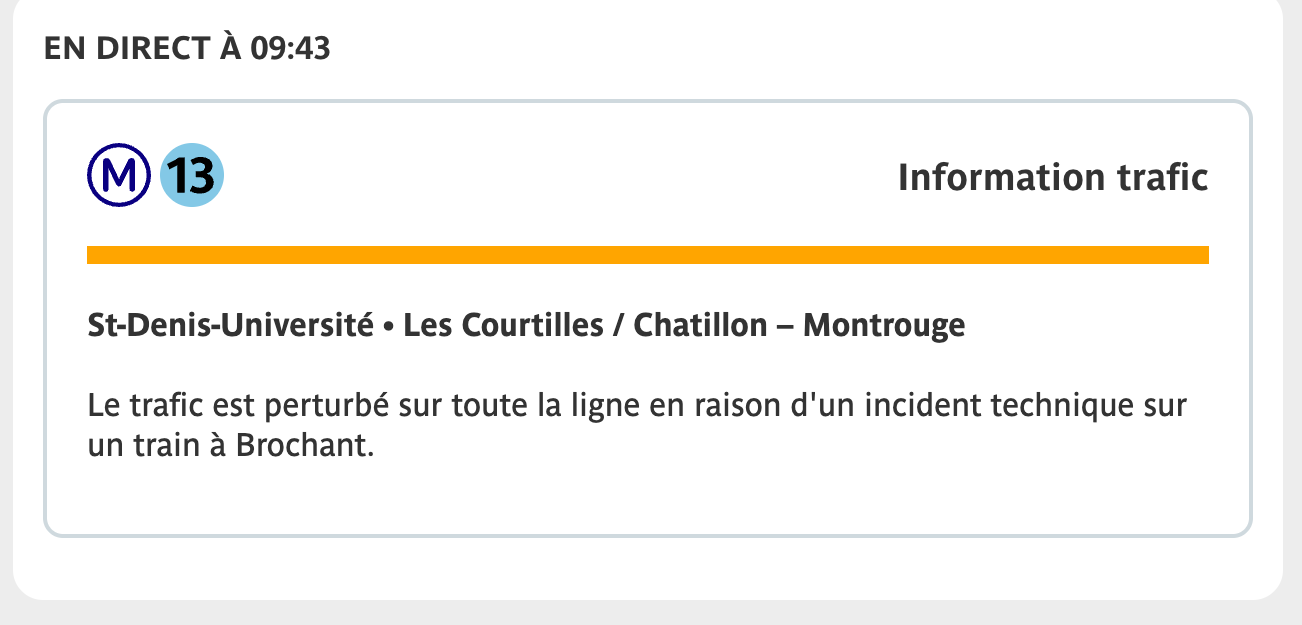 EN DIRECT À 09:43
M 13
Information trafic
St-Denis-Université • Les Courtilles / Chatillon – Montrouge
Le trafic est perturbé sur toute la ligne en raison d'un incident technique sur
un train à Brochant.